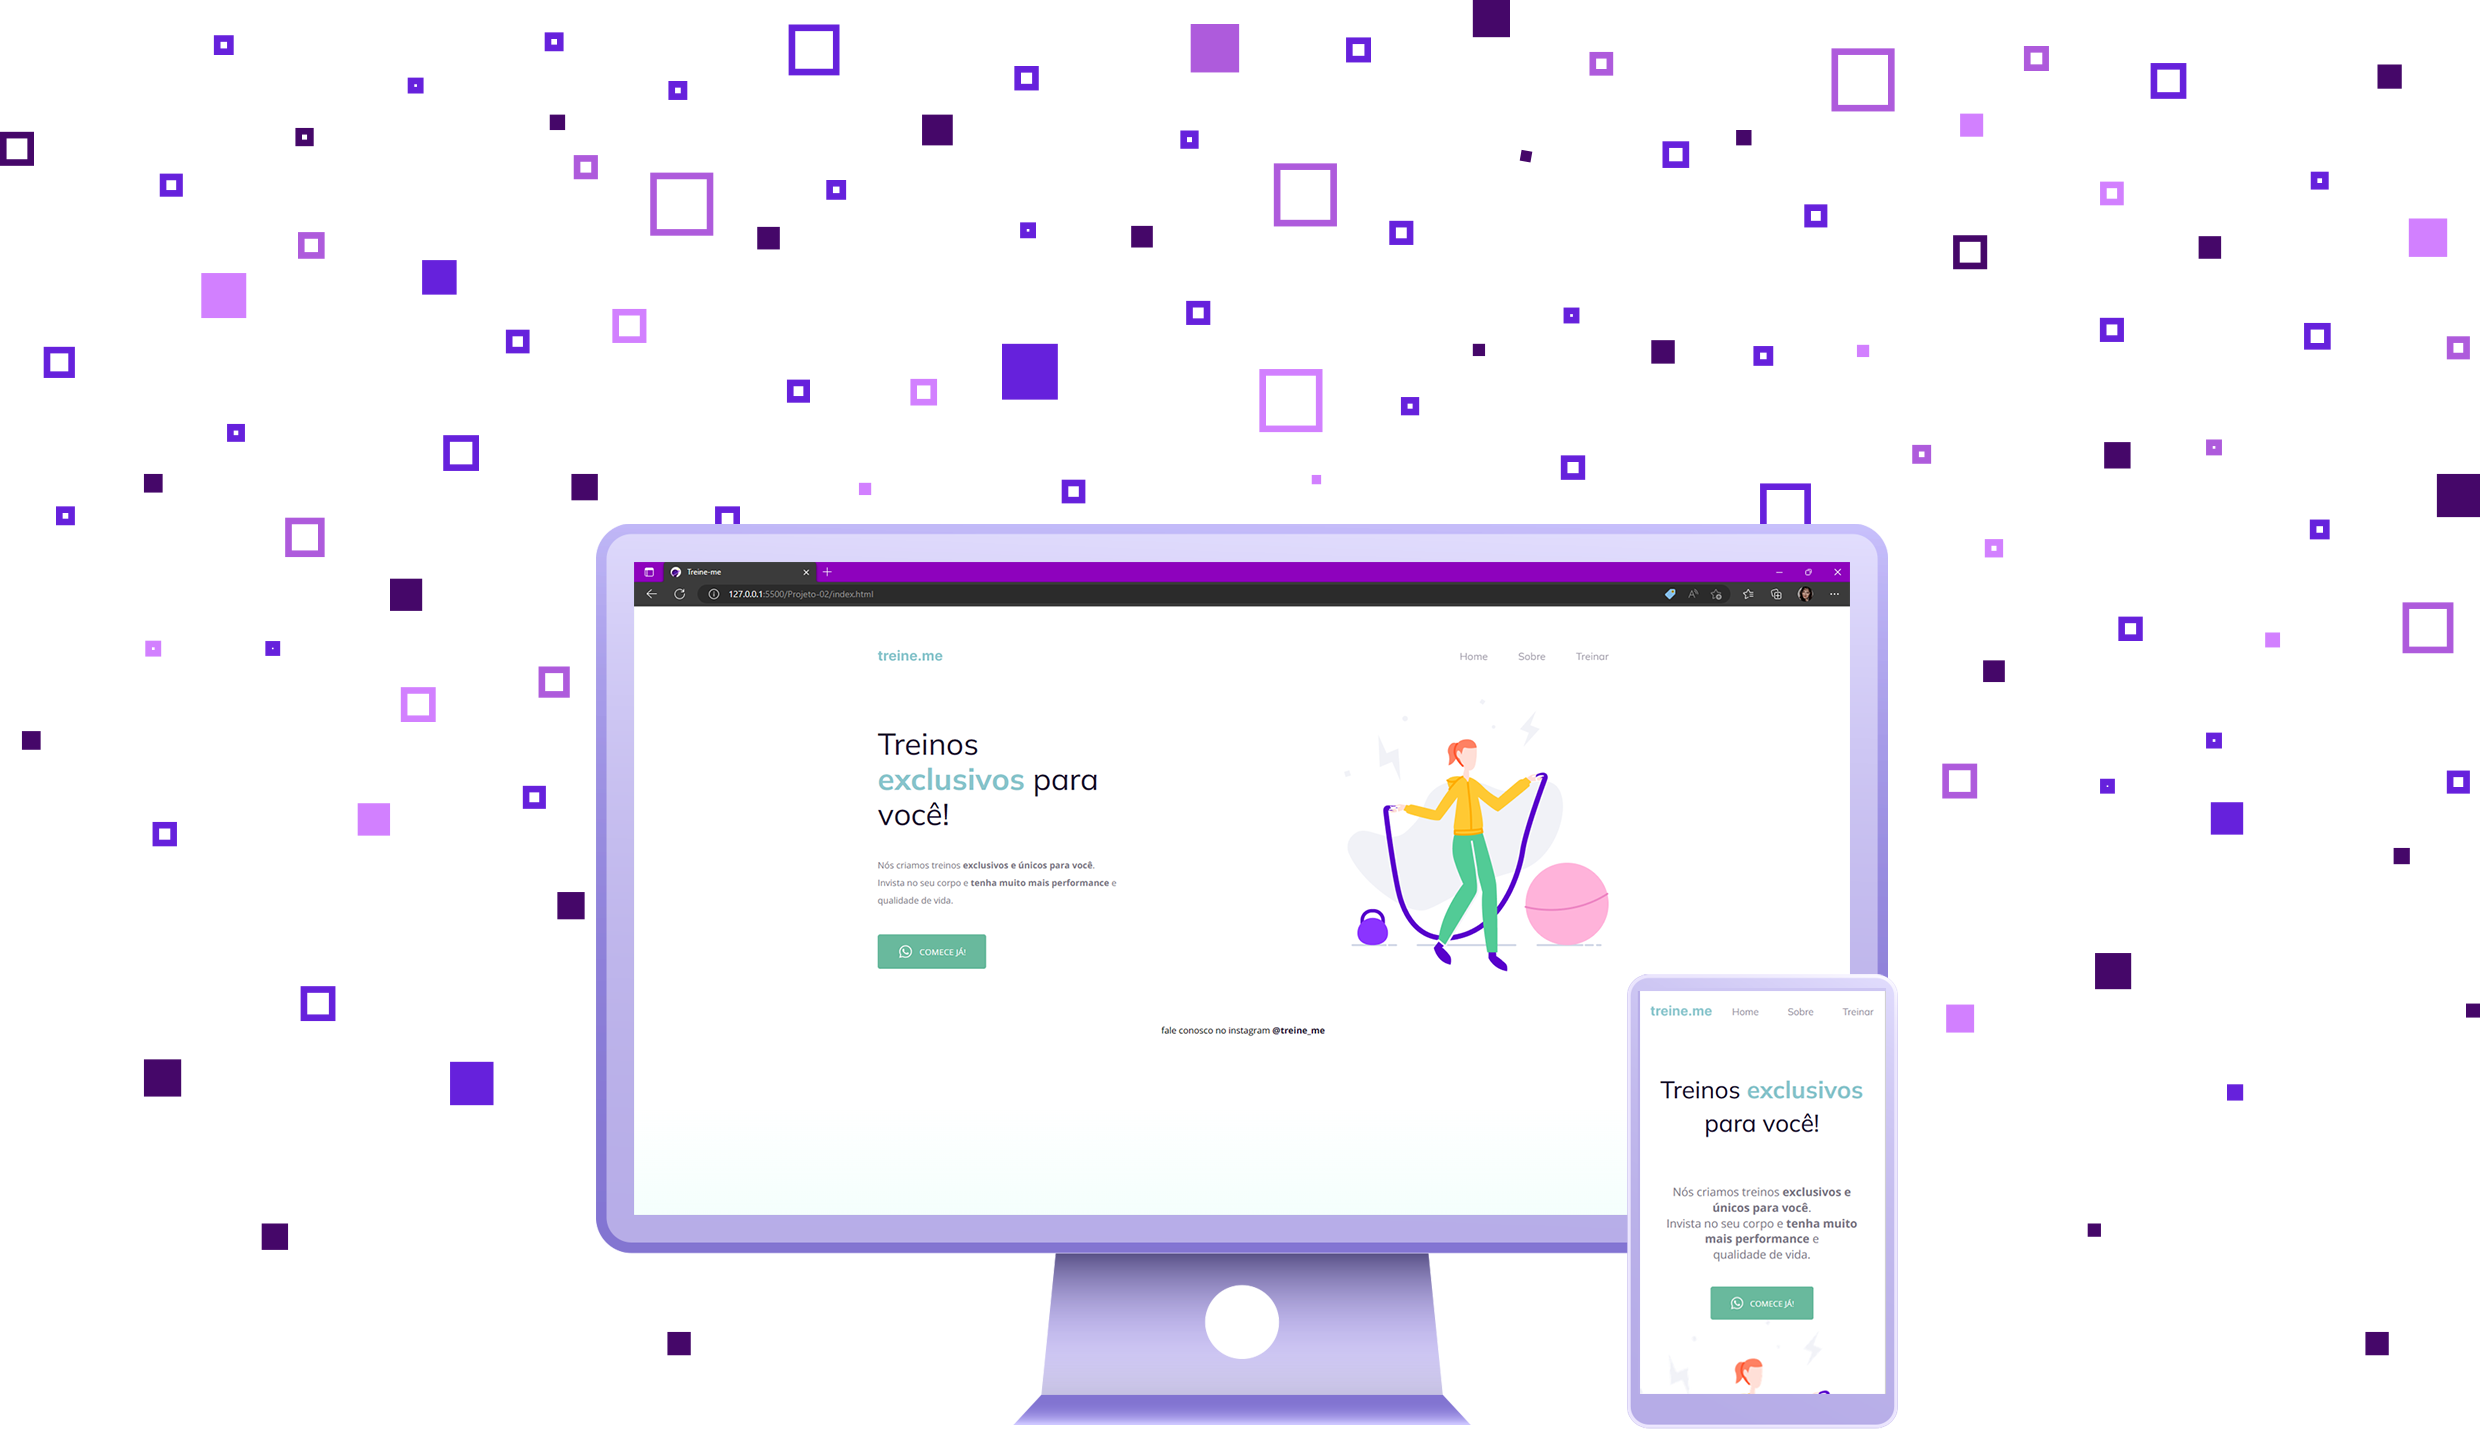 Treine-me
127.0.0.1:5500/Projeto-02/index.html
treine.me
Home Sobre Treinar
Treinos
exclusivos para
você!
Nós criamos treinos exclusivos e únicos para você.
Invista no seu corpo e tenha muito mais performance e
qualidade de vida.
COMECE JÁ!
fale conosco no instagram @treine_me
treine.me Home Sobre Treinar
Treinos exclusivos
para você!
Nós criamos treinos exclusivos e
únicos para você.
Invista no seu corpo e tenha muito
mais performance e
qualidade de vida.
COMECE JÁ!